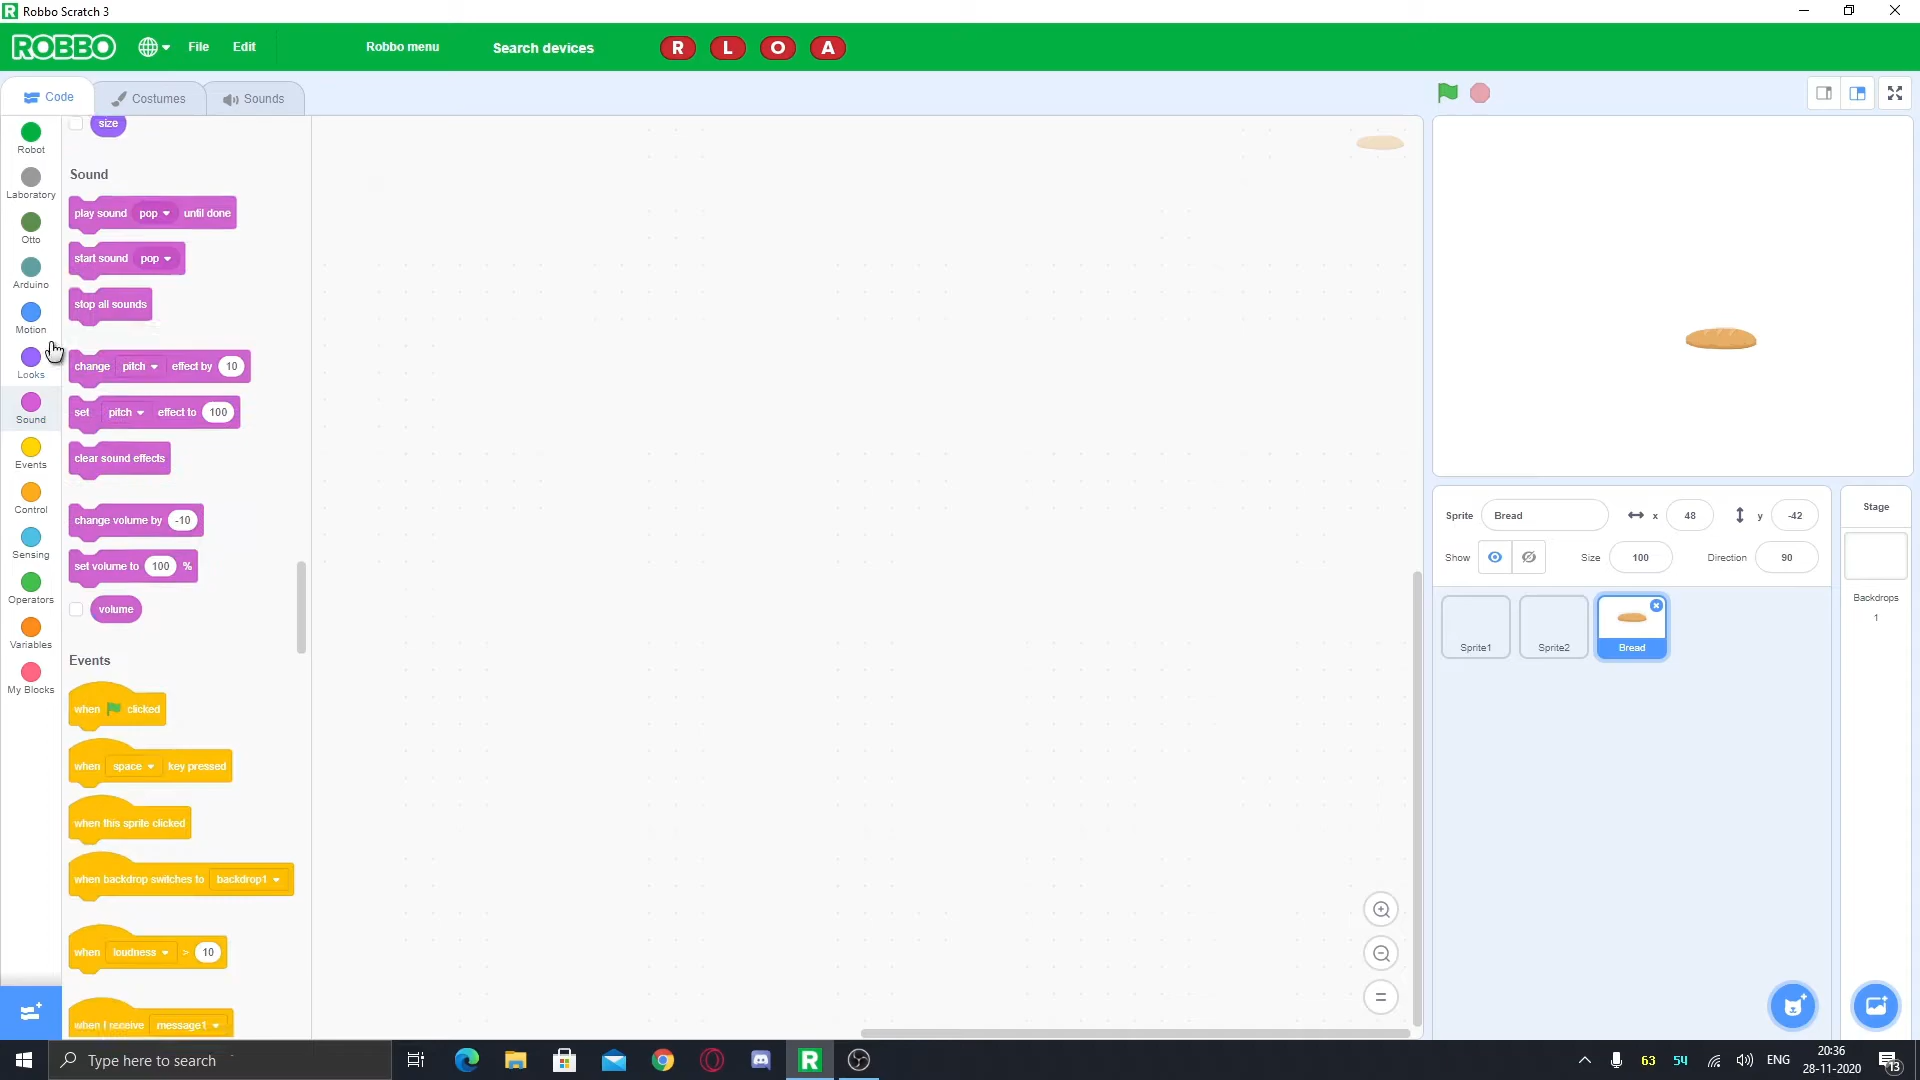 Robbo Scratch 3
ROBBO File Edit Robbo menu Search devices R L O A
Code Costumes Sounds
Robot
Laboratory
Otto
Arduino
Motion
Looks
Sound
Events
Control
Sensing
Operators
Variables
My Blocks
size
Sound
play sound pop until done
start sound pop
stop all sounds
change pitch effect by 10
set pitch effect to 100
clear sound effects
change volume by -10
set volume to 100 %
volume
Events
when clicked
when space key pressed
when this sprite clicked
when backdrop switches to backdrop1
when loudness > 10
when I receive message1
Sprite Bread x 48 y -42
Show Size 100 Direction 90
Sprite1 Sprite2 Bread
Stage
Backdrops
1
Type here to search
R
63 54 ENG
20:36
28-11-2020
13